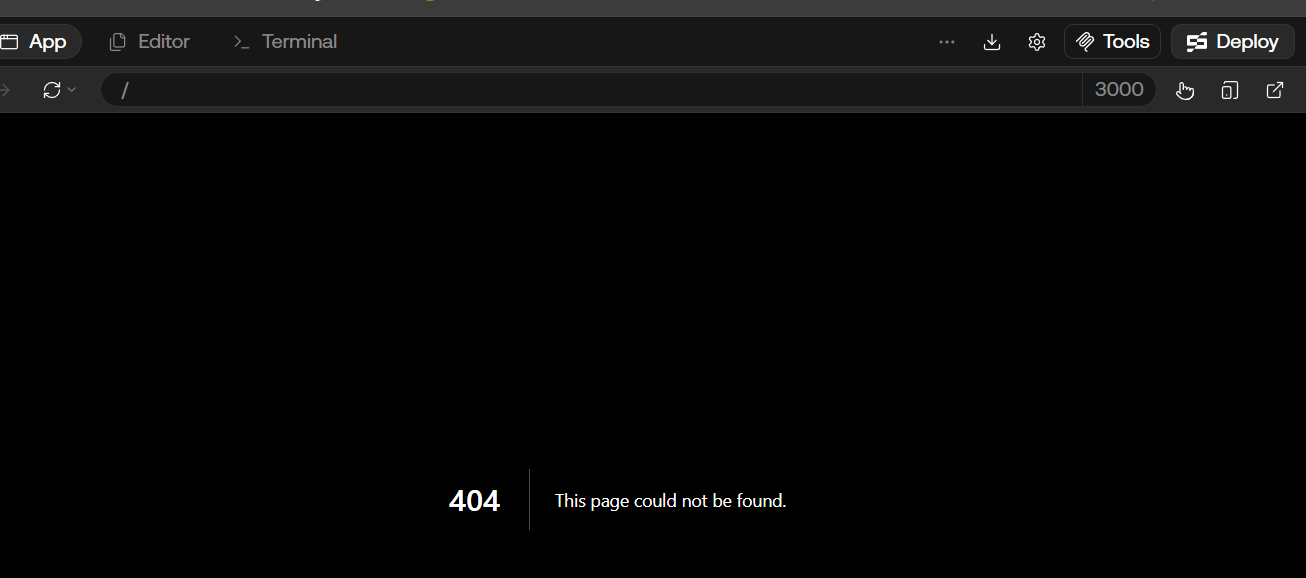 App Editor Terminal ... Tools Deploy
/ 3000
404 This page could not be found.